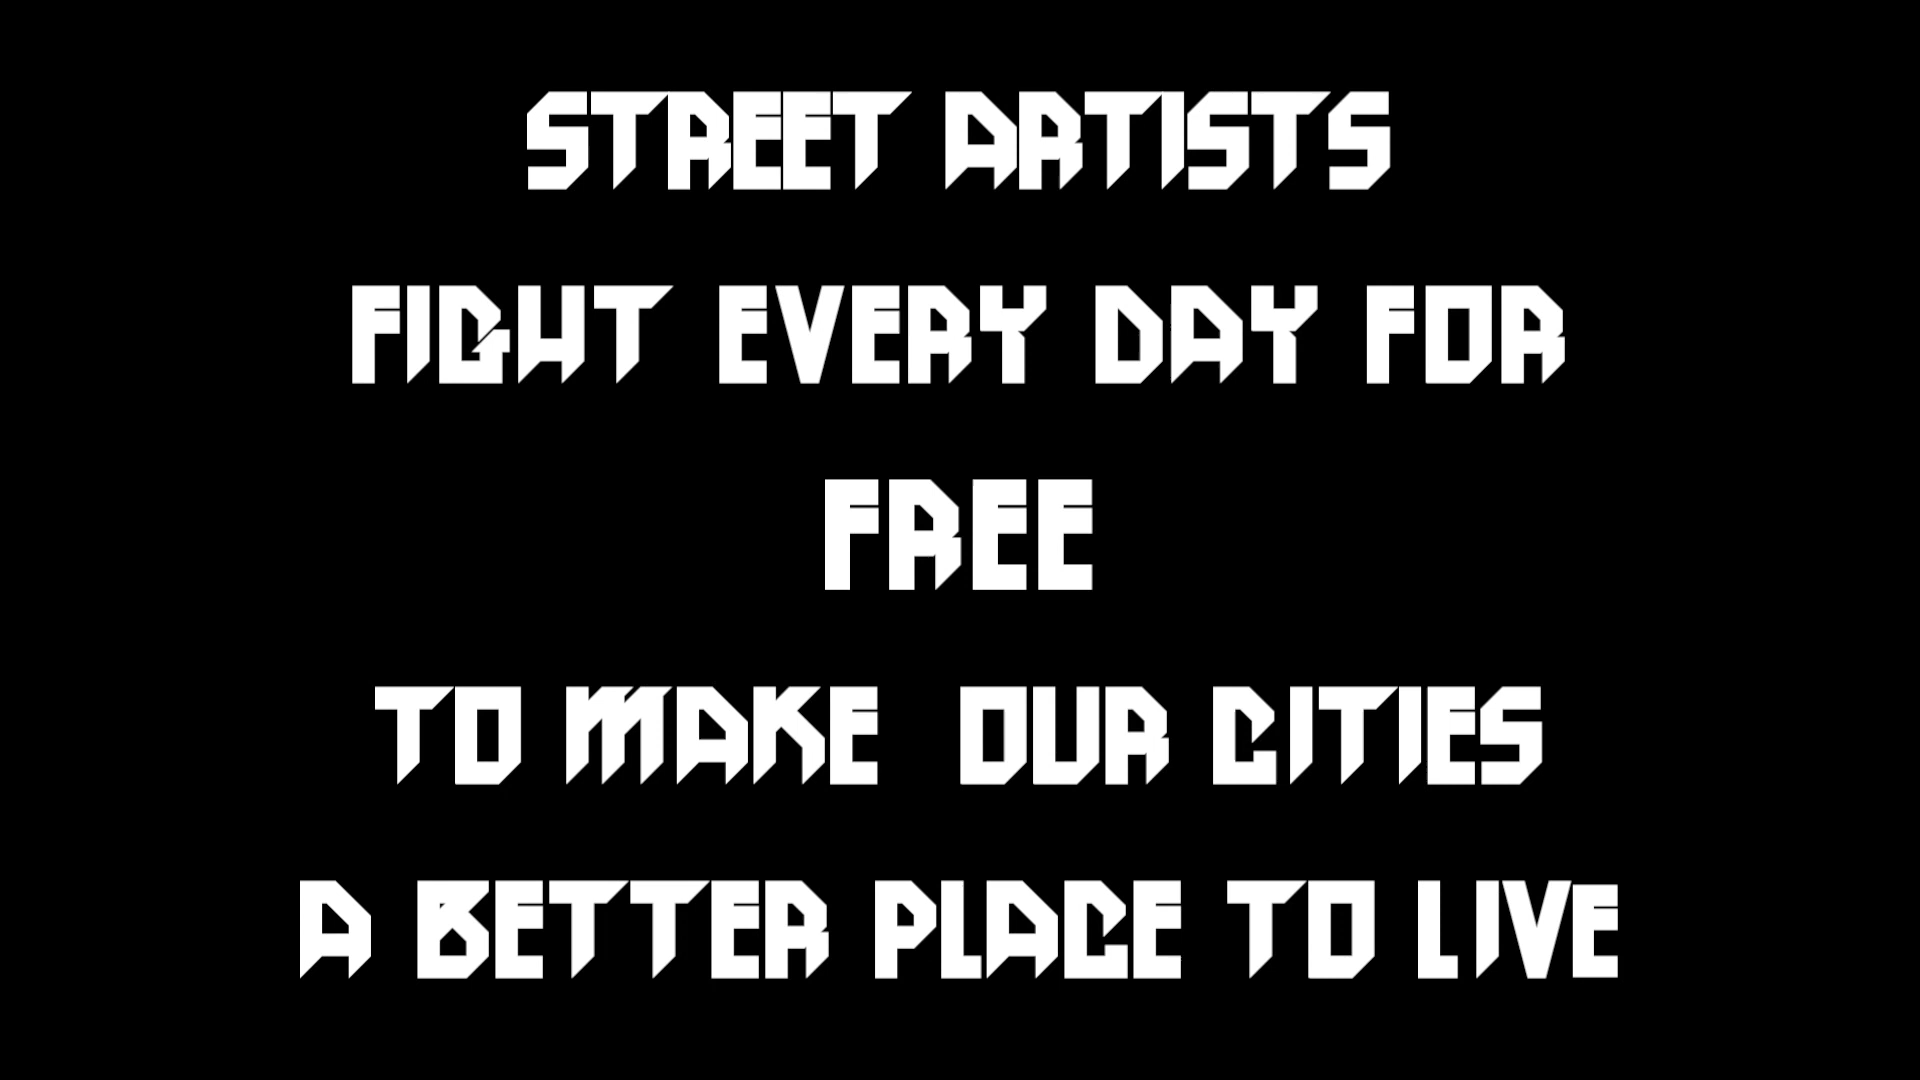 STREET ARTISTS
FIGHT EVERY DAY FOR
FREE
TO MAKE OUR CITIES
A BETTER PLACE TO LIVE